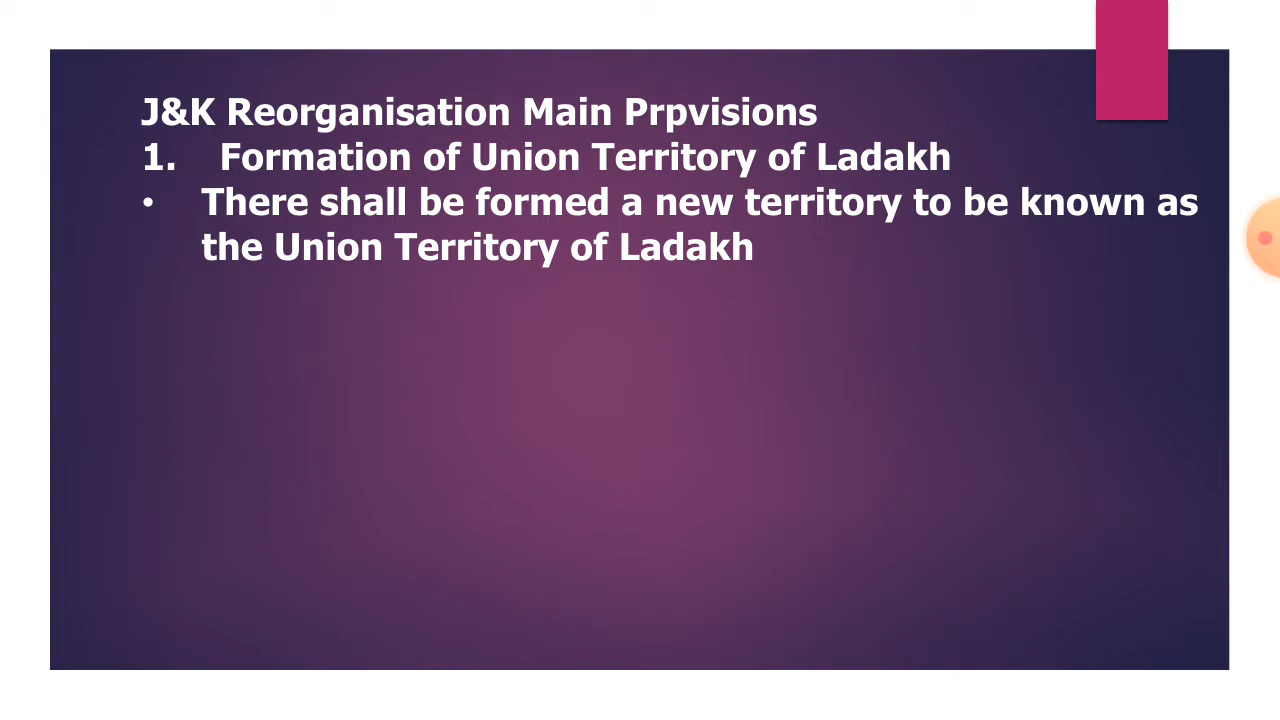 J&K Reorganisation Main Prpvisions
1. Formation of Union Territory of Ladakh
• There shall be formed a new territory to be known as
the Union Territory of Ladakh